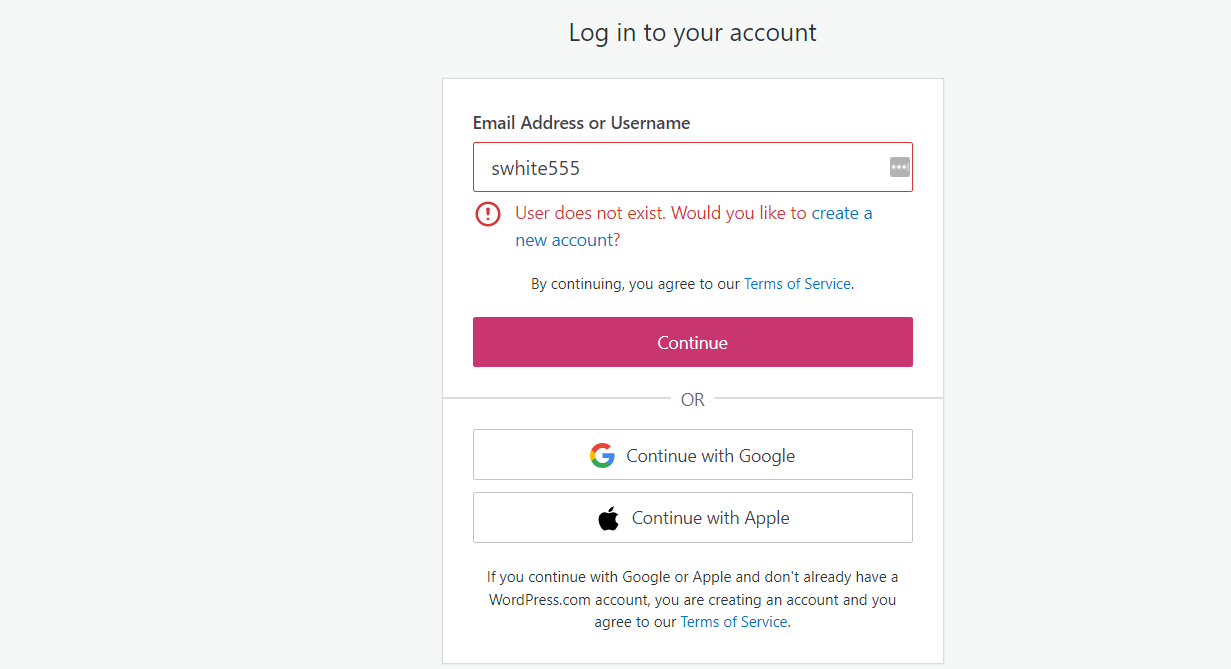 Log in to your account
Email Address or Username
swhite555
User does not exist. Would you like to create a
new account?
By continuing, you agree to our Terms of Service.
Continue
OR
Continue with Google
Continue with Apple
If you continue with Google or Apple and don't already have a
WordPress.com account, you are creating an account and you
agree to our Terms of Service.